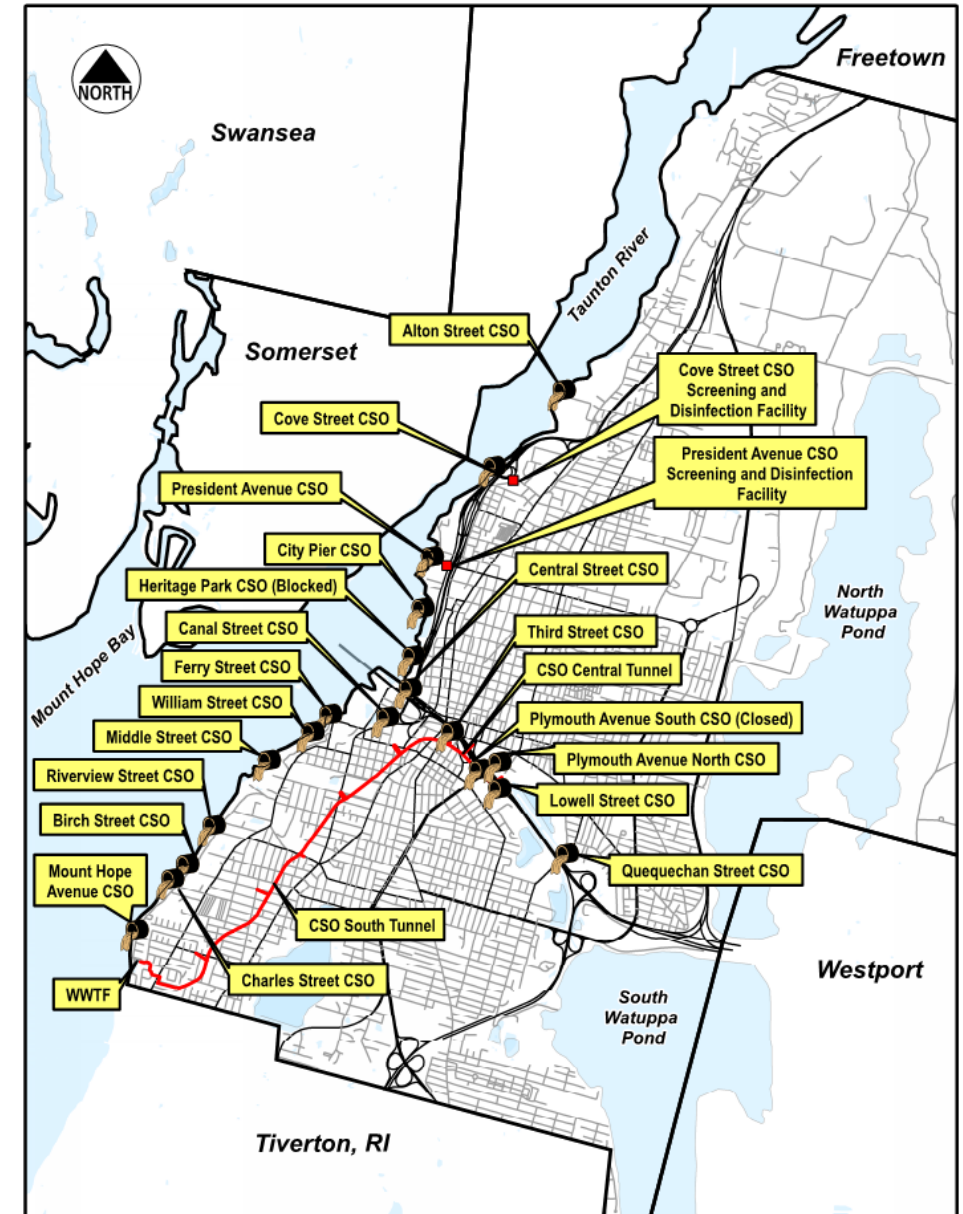 Freetown
NORTH
Swansea
Taunton River
Alton Street CSO
Somerset
Cove Street CSO
Screening and
Disinfection Facility
Cove Street CSO
President Avenue CSO
Screening and Disinfection
Facility
President Avenue CSO
City Pier CSO
Central Street CSO
Heritage Park CSO (Blocked)
North
Watuppa
Pond
Canal Street CSO
Third Street CSO
Mount Hope Bay
Ferry Street CSO
CSO Central Tunnel
William Street CSO
Plymouth Avenue South CSO (Closed)
Middle Street CSO
Plymouth Avenue North CSO
Riverview Street CSO
Lowell Street CSO
Birch Street CSO
Mount Hope
Avenue CSO
Quequechan Street CSO
CSO South Tunnel
Westport
Charles Street CSO
WWTF
South
Watuppa
Pond
Tiverton, RI